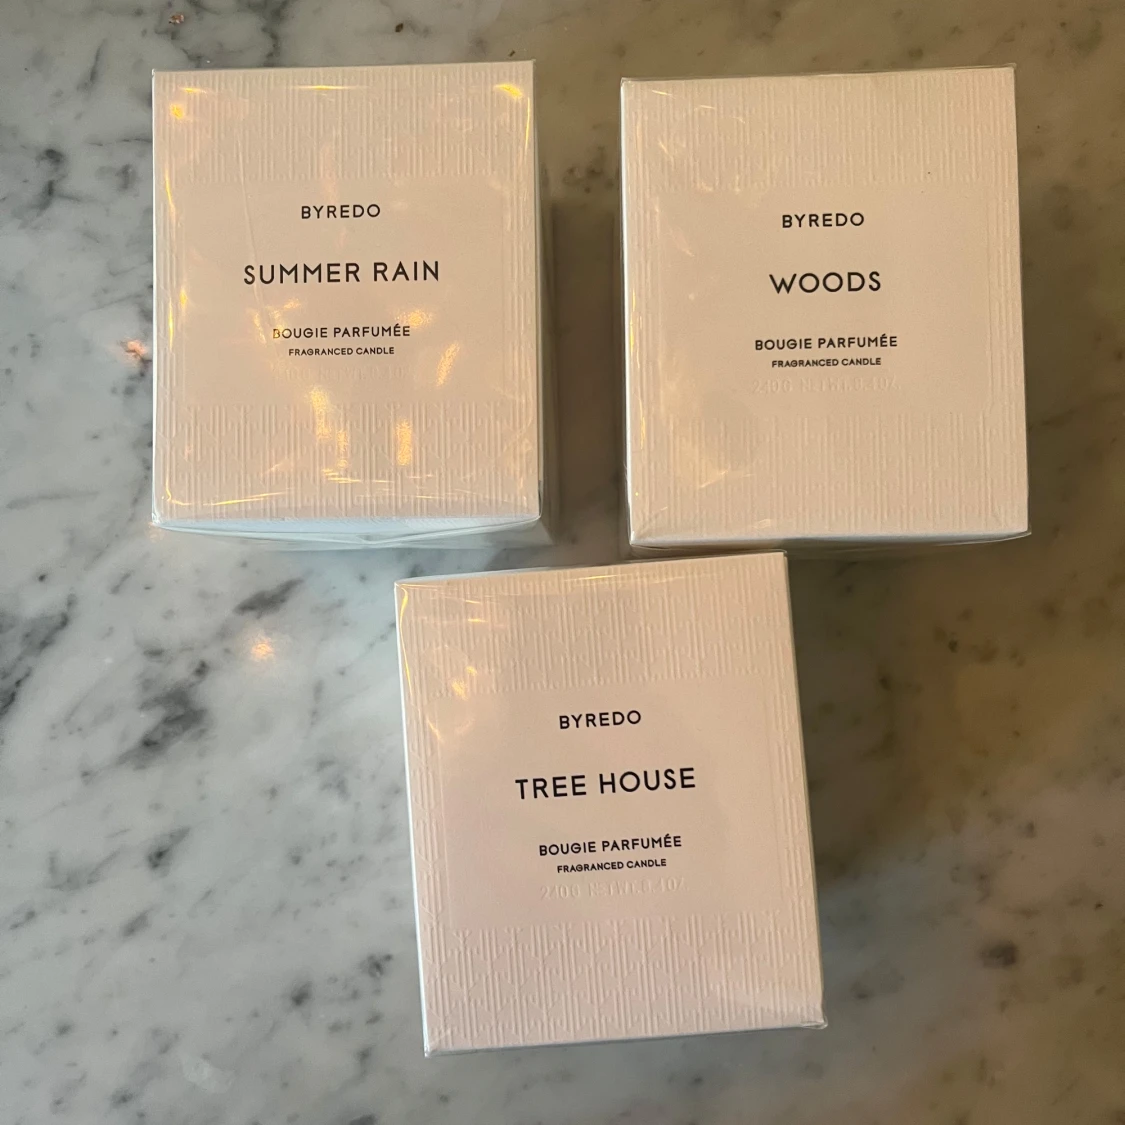 BYREDO
SUMMER RAIN
BOUGIE PARFUMÉE
FRAGRANCED CANDLE
BYREDO
WOODS
BOUGIE PARFUMÉE
FRAGRANCED CANDLE
BYREDO
TREE HOUSE
BOUGIE PARFUMÉE
FRAGRANCED CANDLE